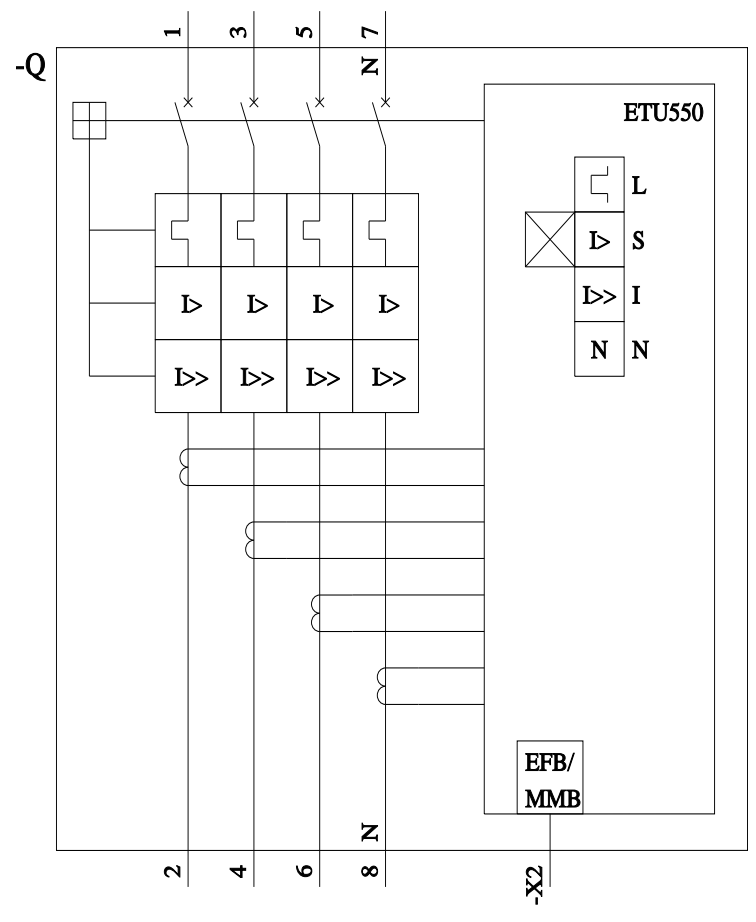 1 3 5 7
-Q
N
ETU550
L
I> S
I>> I
N N
I> I> I> I>
I>> I>> I>> I>>
EFB/
MMB
N
2 4 6 8
-X2